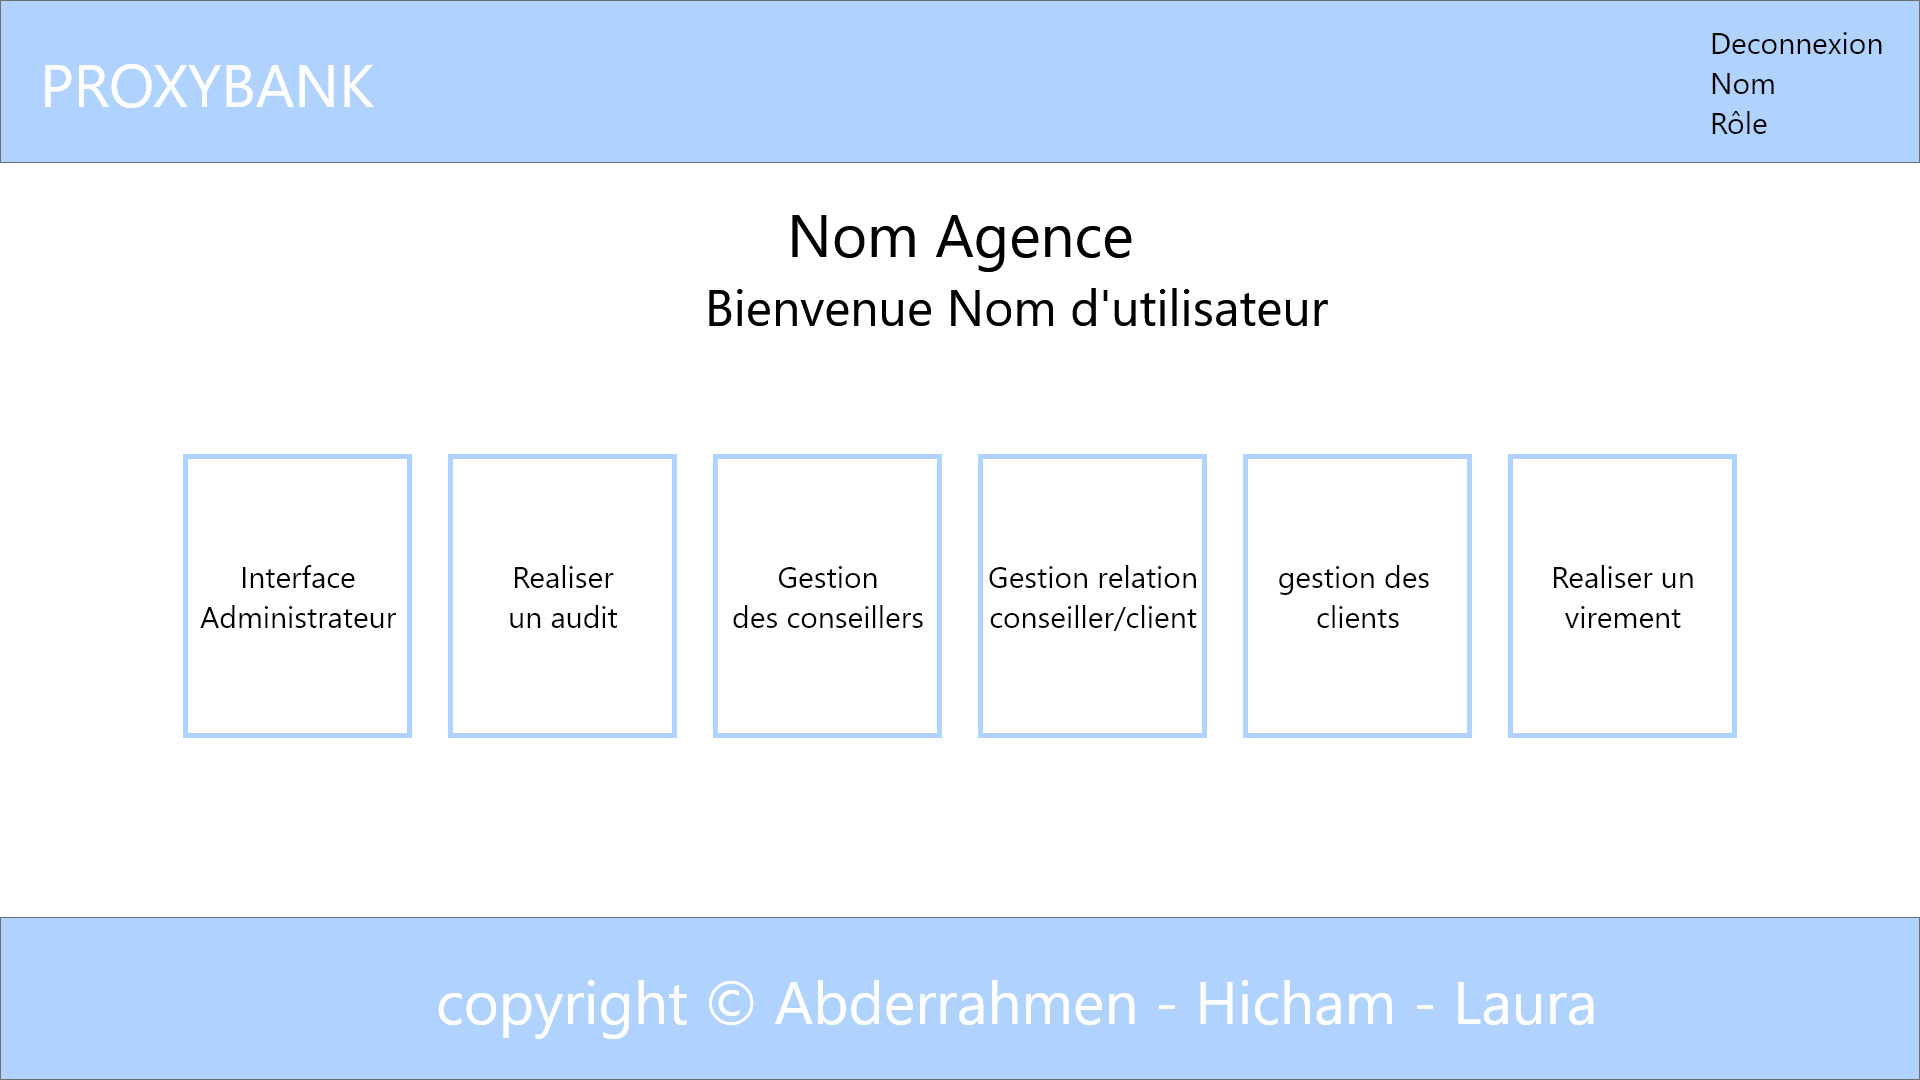 PROXYBANK
Deconnexion
Nom
Rôle
Nom Agence
Bienvenue Nom d'utilisateur
Interface
Administrateur
Realiser
un audit
Gestion
des conseillers
Gestion relation
conseiller/client
gestion des
clients
Realiser un
virement
copyright © Abderrahmen - Hicham - Laura